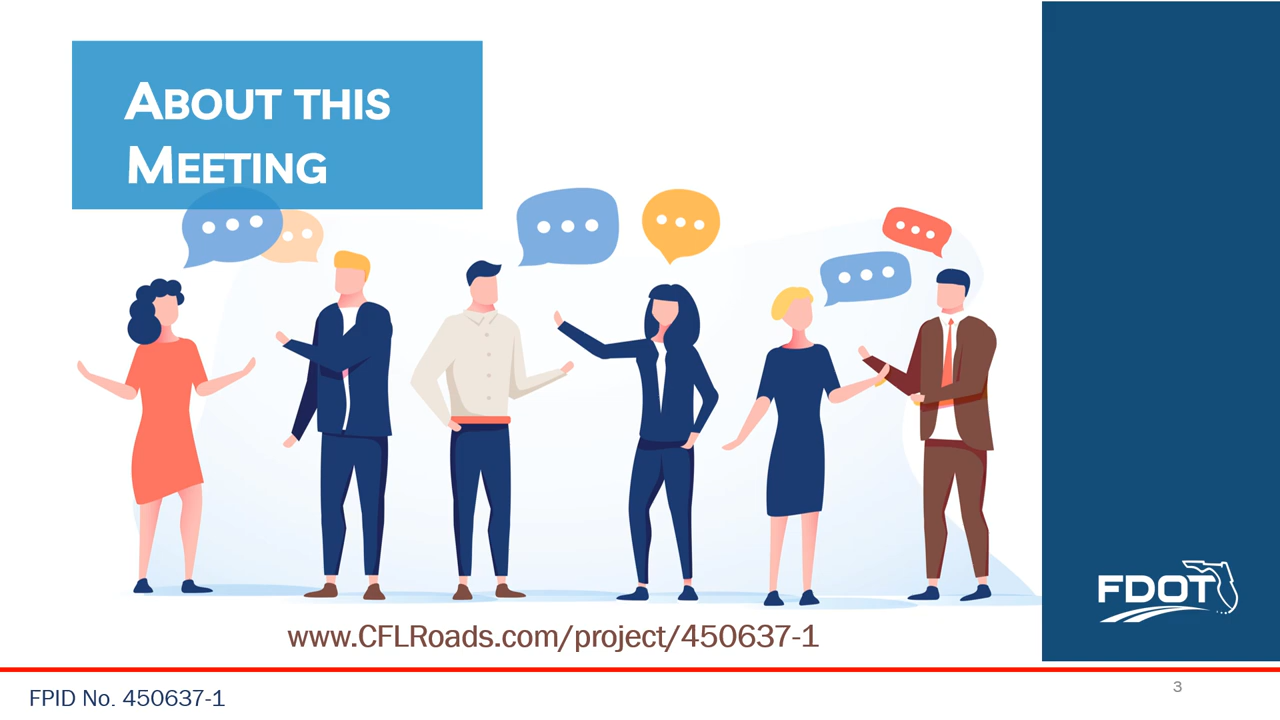 ABOUT THIS
MEETING
FDOT
www.CFLRoads.com/project/450637-1
FPID No. 450637-1
3